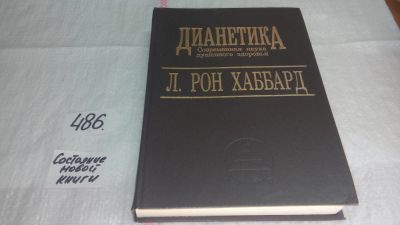 ДИАНЕТИКА
Современная наука
душевного здоровья
Л. РОН ХАББАРД
486.
Состояние
новой
книги